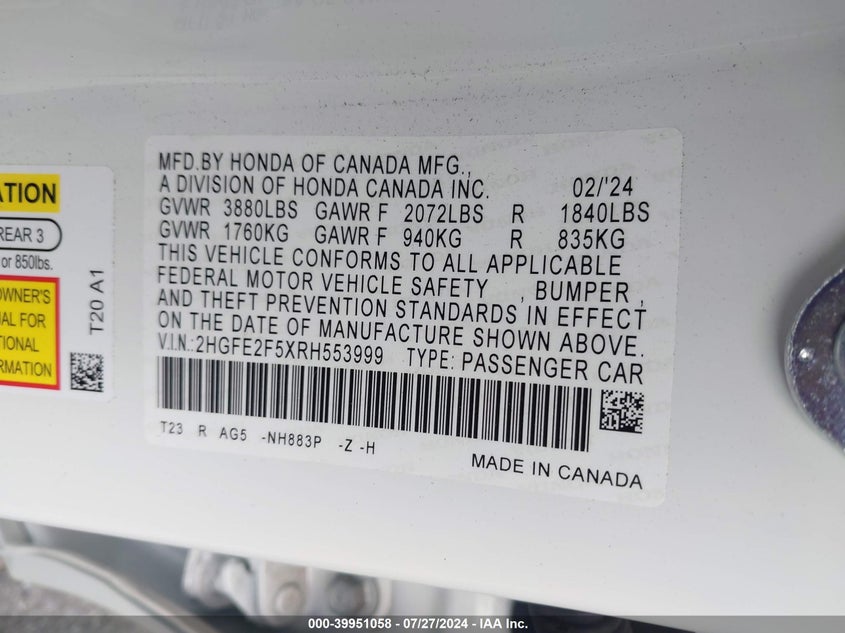 ATION
REAR 3
or 850lbs.
OWNER'S
AL FOR
TIONAL
ORMATION
T20 A1
MFD.BY HONDA OF CANADA MFG.,
A DIVISION OF HONDA CANADA INC. 02/'24
GVWR 3880LBS GAWR F 2072LBS R 1840LBS
GVWR 1760KG GAWR F 940KG R 835KG
THIS VEHICLE CONFORMS TO ALL APPLICABLE
FEDERAL MOTOR VEHICLE SAFETY , BUMPER ,
AND THEFT PREVENTION STANDARDS IN EFFECT
ON THE DATE OF MANUFACTURE SHOWN ABOVE.
V.I.N.:2HGFE2F5XRH553999 TYPE: PASSENGER CAR
T23 R AG5 -NH883P -Z -H
MADE IN CANADA
000-39951058 / 07/27/2024 - IAA Inc.